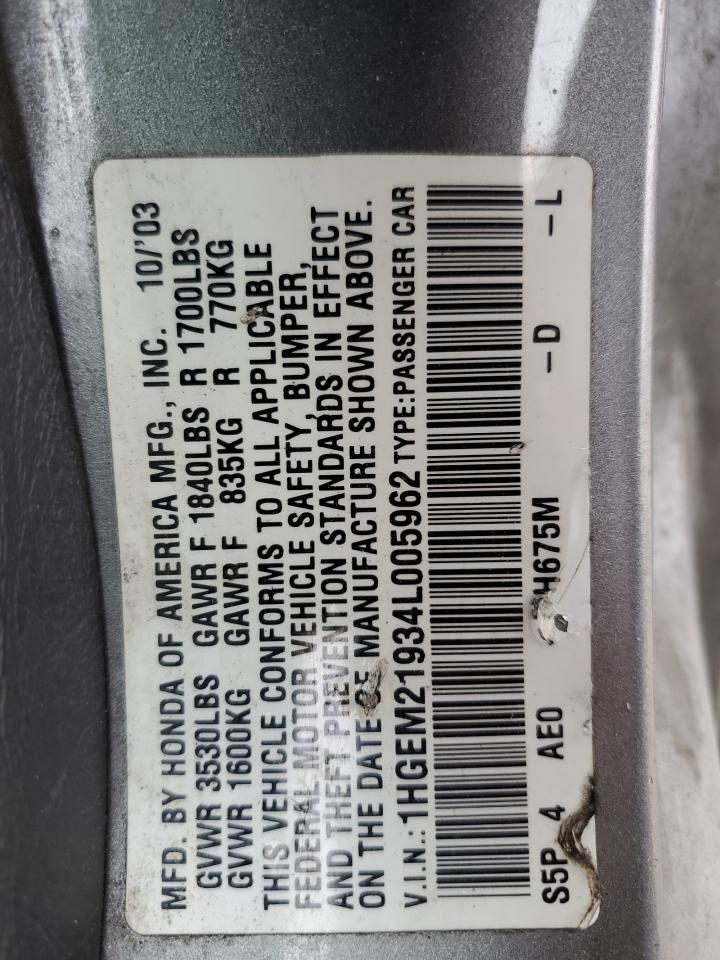 MFD. BY HONDA OF AMERICA MFG., INC. 10/'03
GVWR 3530LBS GAWR F 1840LBS R 1700LBS
GVWR 1600KG GAWR F 835KG R 770KG
THIS VEHICLE CONFORMS TO ALL APPLICABLE
FEDERAL MOTOR VEHICLE SAFETY, BUMPER,
AND THEFT PREVENTION STANDARDS IN EFFECT
ON THE DATE OF MANUFACTURE SHOWN ABOVE.
V.I.N.: 1HGEM21934L005962 TYPE:PASSENGER CAR
S5P 4 AE0 H675M -D -L